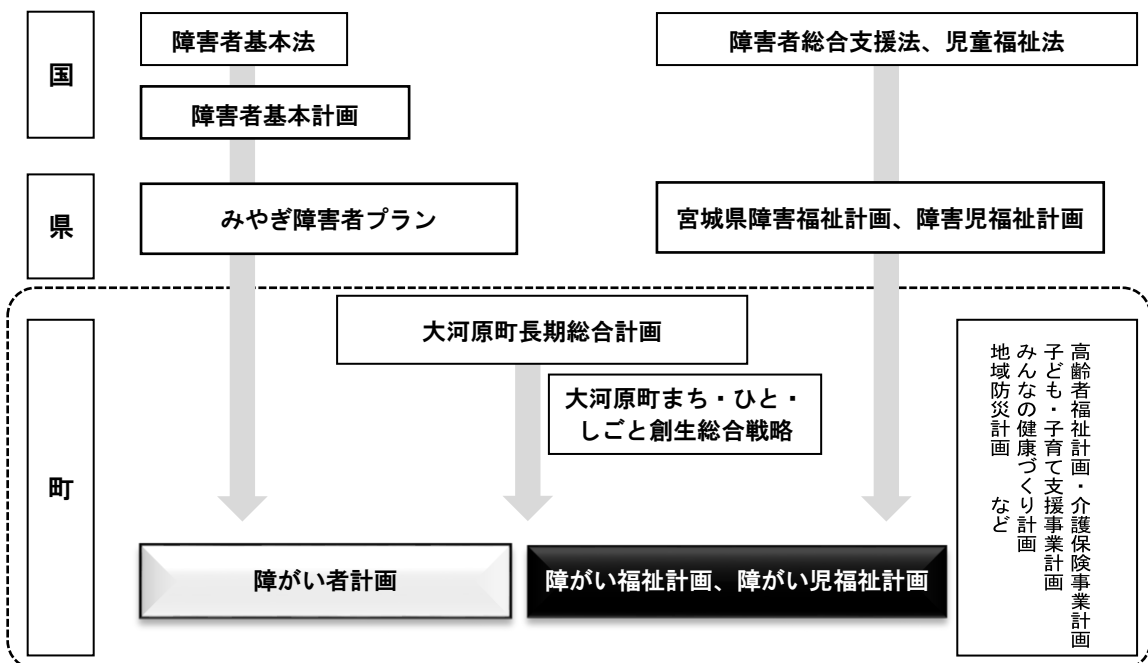 国
障害者基本法
障害者総合支援法、児童福祉法
障害者基本計画
県
みやぎ障害者プラン
宮城県障害福祉計画、障害児福祉計画
町
大河原町長期総合計画
大河原町まち・ひと・
しごと創生総合戦略
高齢者福祉計画・介護保険事業計画
子ども・子育て支援事業計画
みんなの健康づくり計画
地域防災計画 など
障がい者計画
障がい福祉計画、障がい児福祉計画